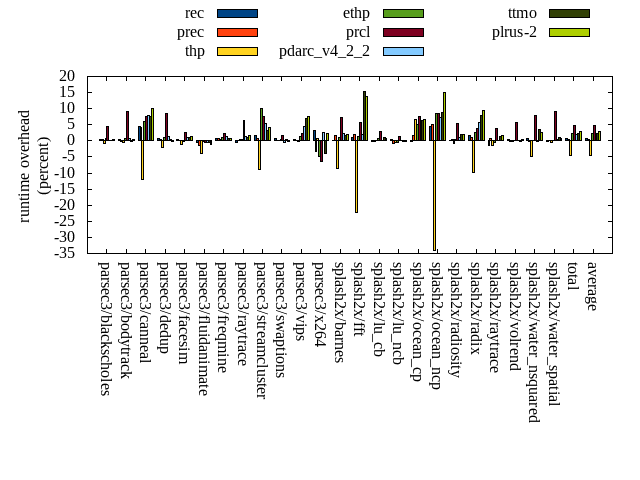 rec ethp ttmo
prec prcl plrus-2
thp pdarc_v4_2_2
runtime overhead
(percent)
20
15
10
5
0
-5
-10
-15
-20
-25
-30
-35
parsec3/blackscholes
parsec3/bodytrack
parsec3/canneal
parsec3/dedup
parsec3/facesim
parsec3/fluidanimate
parsec3/freqmine
parsec3/raytrace
parsec3/streamcluster
parsec3/swaptions
parsec3/vips
parsec3/x264
splash2x/barnes
splash2x/fft
splash2x/lu_cb
splash2x/lu_ncb
splash2x/ocean_cp
splash2x/ocean_ncp
splash2x/radiosity
splash2x/radix
splash2x/raytrace
splash2x/volrend
splash2x/water_nsquared
splash2x/water_spatial
total
average